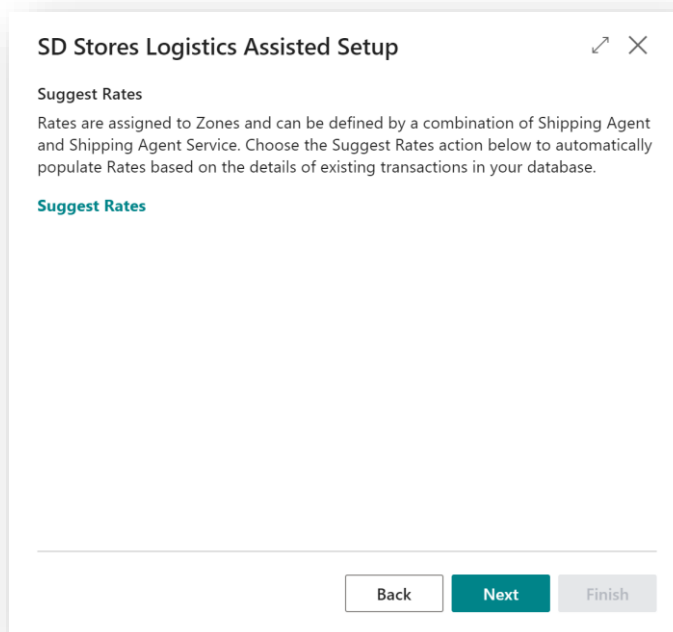 SD Stores Logistics Assisted Setup
Suggest Rates
Rates are assigned to Zones and can be defined by a combination of Shipping Agent
and Shipping Agent Service. Choose the Suggest Rates action below to automatically
populate Rates based on the details of existing transactions in your database.
Suggest Rates
Back Next Finish